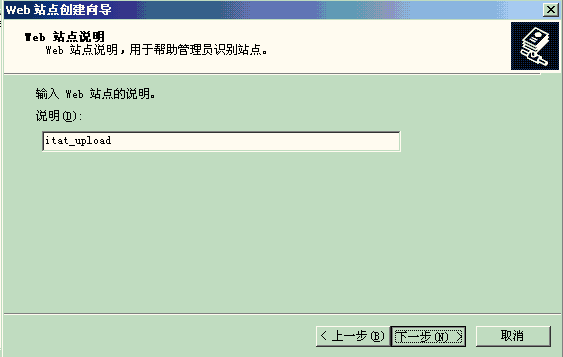 Web 站点创建向导
Web 站点说明
Web 站点说明，用于帮助管理员识别站点。
输入 Web 站点的说明。
说明(D):
itat_upload
< 上一步(B) 下一步(N) > 取消